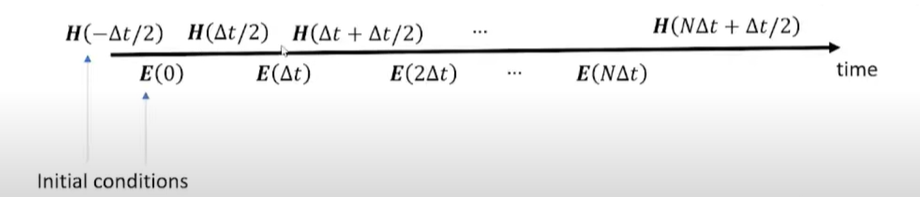 H(−Δt/2) H(Δt/2) H(Δt + Δt/2) ... H(NΔt + Δt/2)
E(0) E(Δt) E(2Δt) ... E(NΔt) time
Initial conditions